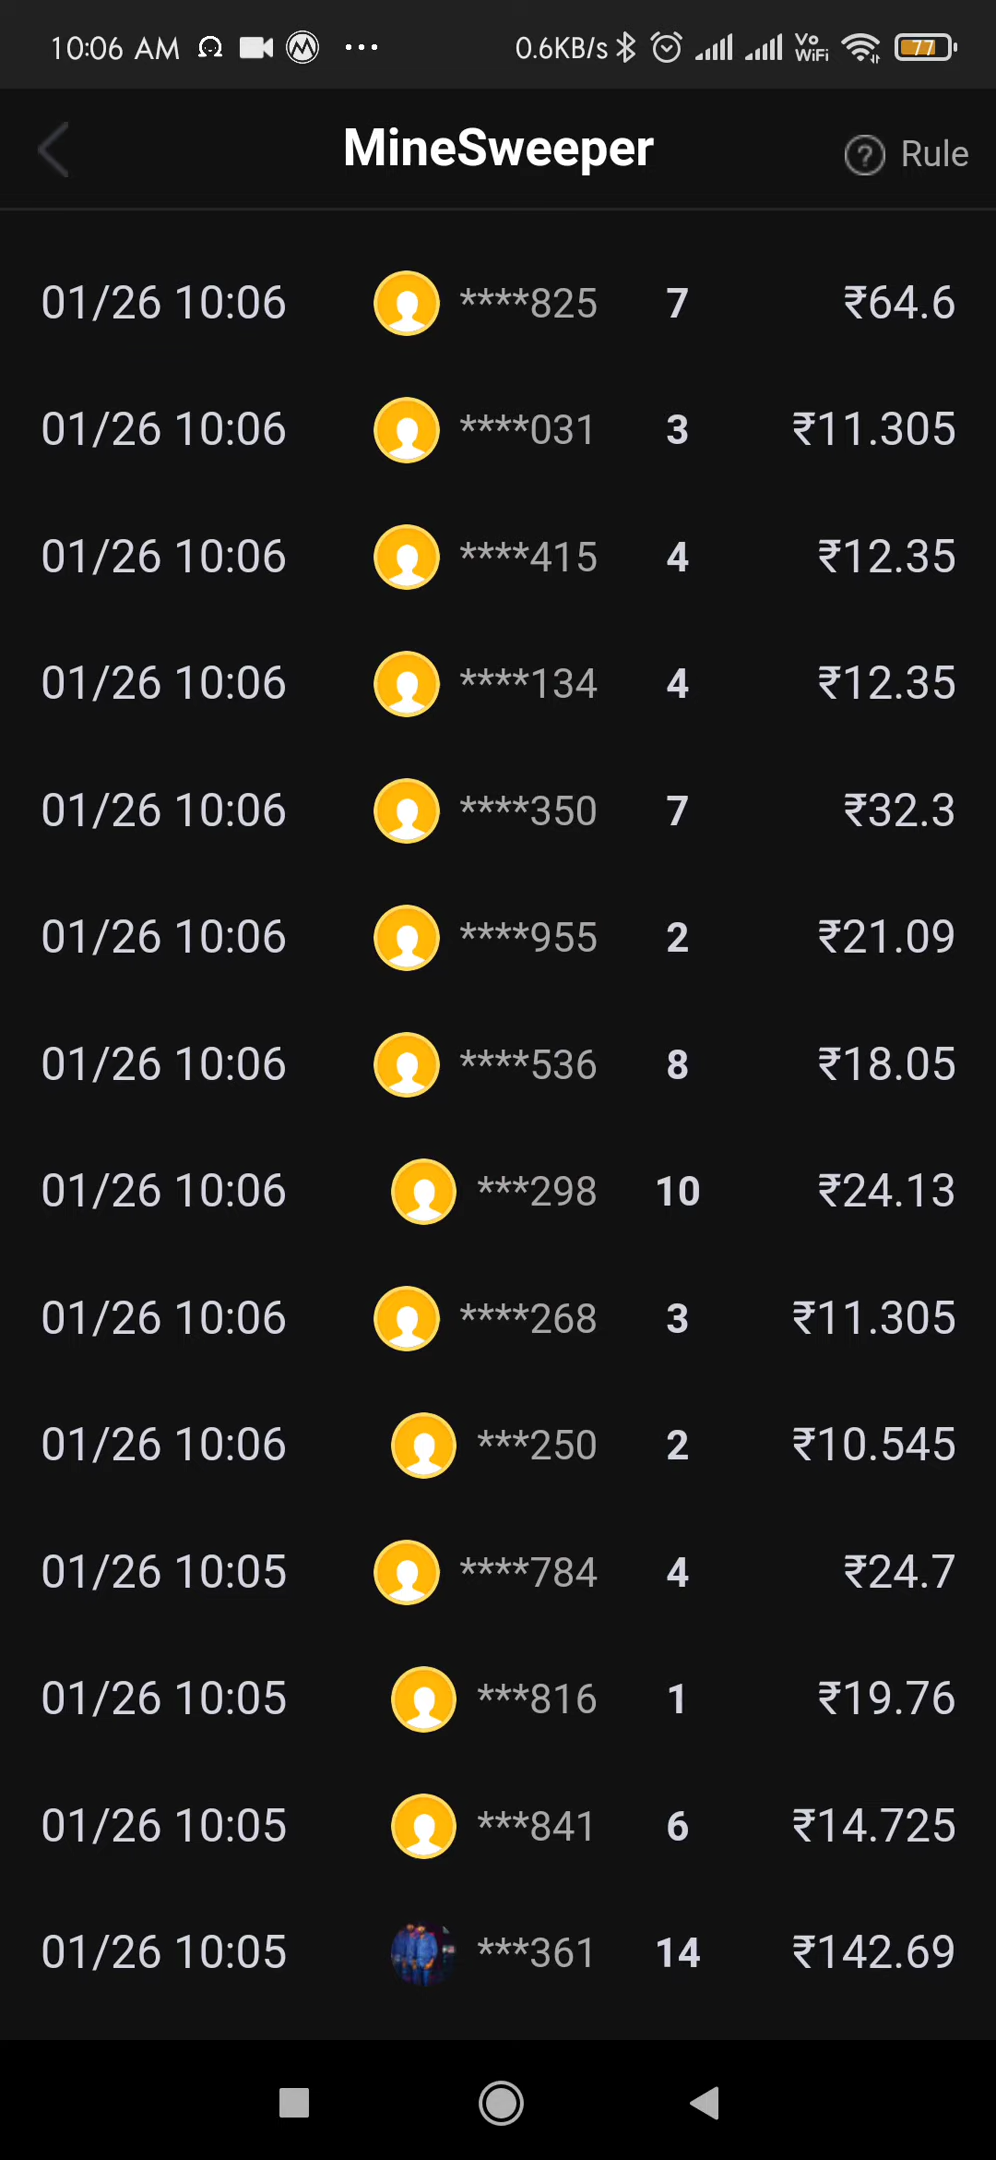 10:06 AM 0.6KB/s Vo WiFi 77
MineSweeper Rule
01/26 10:06 ****825 7 ₹64.6
01/26 10:06 ****031 3 ₹11.305
01/26 10:06 ****415 4 ₹12.35
01/26 10:06 ****134 4 ₹12.35
01/26 10:06 ****350 7 ₹32.3
01/26 10:06 ****955 2 ₹21.09
01/26 10:06 ****536 8 ₹18.05
01/26 10:06 ***298 10 ₹24.13
01/26 10:06 ****268 3 ₹11.305
01/26 10:06 ***250 2 ₹10.545
01/26 10:05 ****784 4 ₹24.7
01/26 10:05 ***816 1 ₹19.76
01/26 10:05 ***841 6 ₹14.725
01/26 10:05 ***361 14 ₹142.69